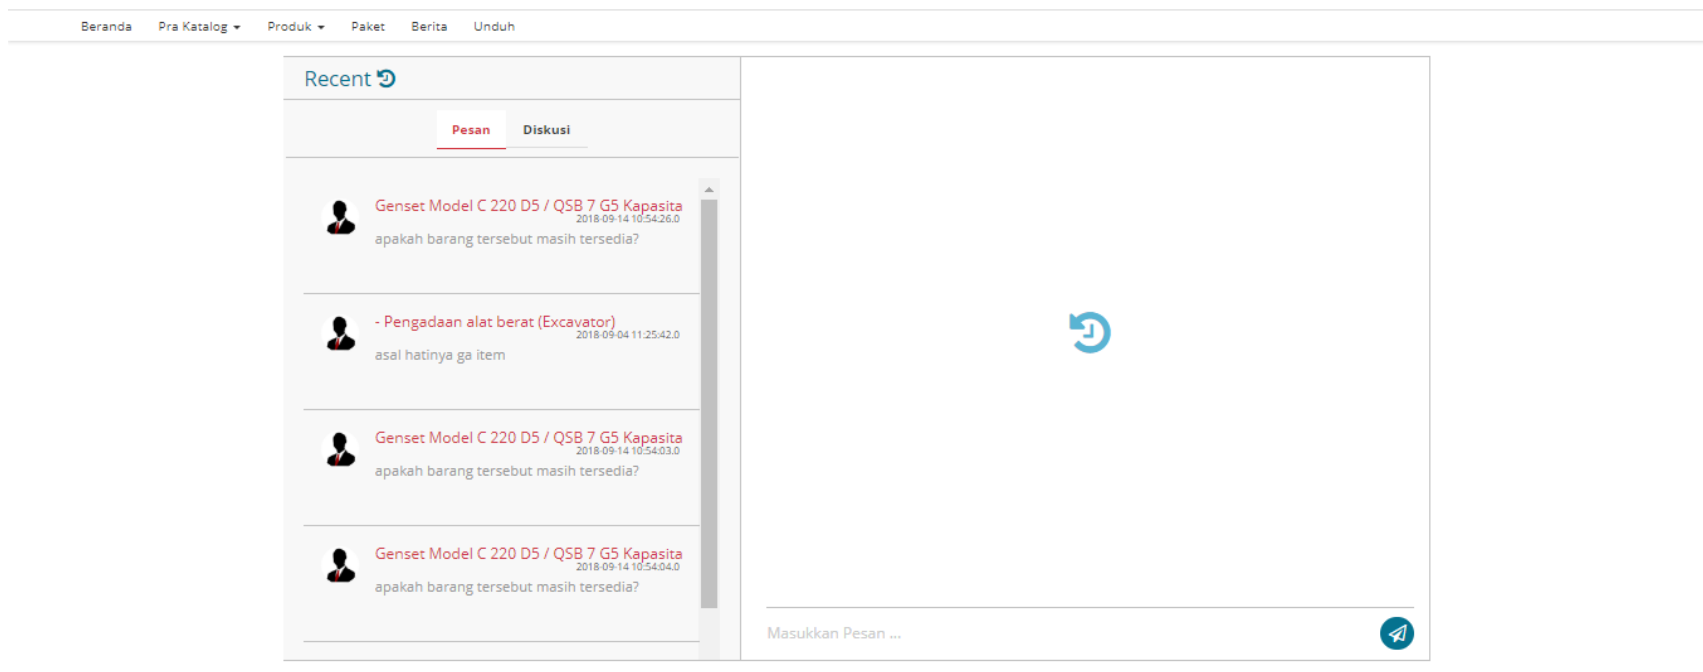 Beranda Pra Katalog Produk Paket Berita Unduh
Recent
Pesan Diskusi
Genset Model C 220 D5 / QSB 7 G5 Kapasita
2018-09-14 10:54:26.0
apakah barang tersebut masih tersedia?
- Pengadaan alat berat (Excavator)
2018-09-04 11:25:42.0
asal hatinya ga item
Genset Model C 220 D5 / QSB 7 G5 Kapasita
2018-09-14 10:54:03.0
apakah barang tersebut masih tersedia?
Genset Model C 220 D5 / QSB 7 G5 Kapasita
2018-09-14 10:54:04.0
apakah barang tersebut masih tersedia?
Masukkan Pesan ...